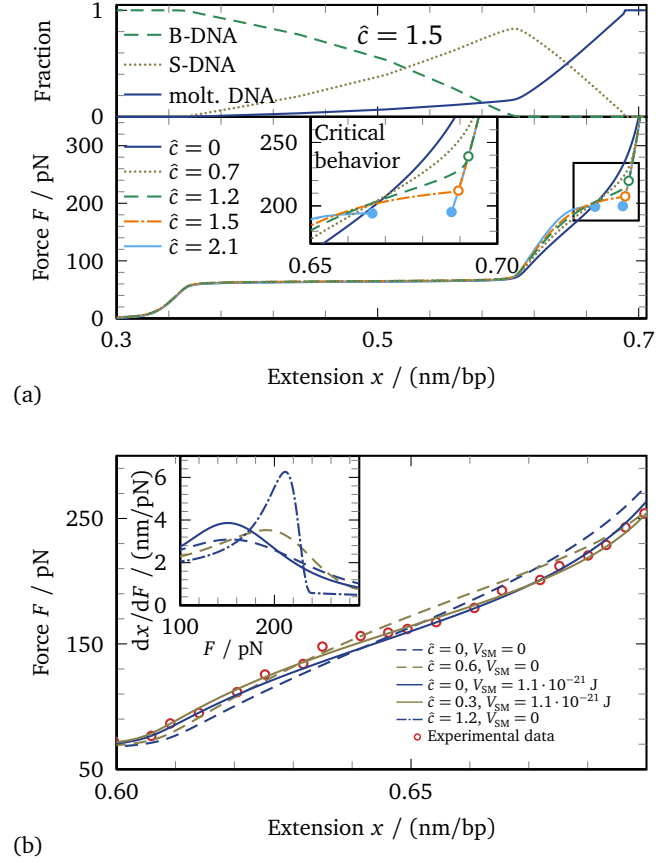 1
0
Fraction
B-DNA
S-DNA
molt. DNA
ĉ = 1.5
300
200
100
0
Force F / pN
ĉ = 0
ĉ = 0.7
ĉ = 1.2
ĉ = 1.5
ĉ = 2.1
Critical
behavior
250
200
0.65
0.70
0.3
0.5
0.7
Extension x / (nm/bp)
(a)
250
150
50
Force F / pN
dx/dF / (nm/pN)
6
4
2
0
100
200
F / pN
ĉ = 0, V_SM = 0
ĉ = 0.6, V_SM = 0
ĉ = 0, V_SM = 1.1·10⁻²¹ J
ĉ = 0.3, V_SM = 1.1·10⁻²¹ J
ĉ = 1.2, V_SM = 0
Experimental data
0.60
0.65
Extension x / (nm/bp)
(b)